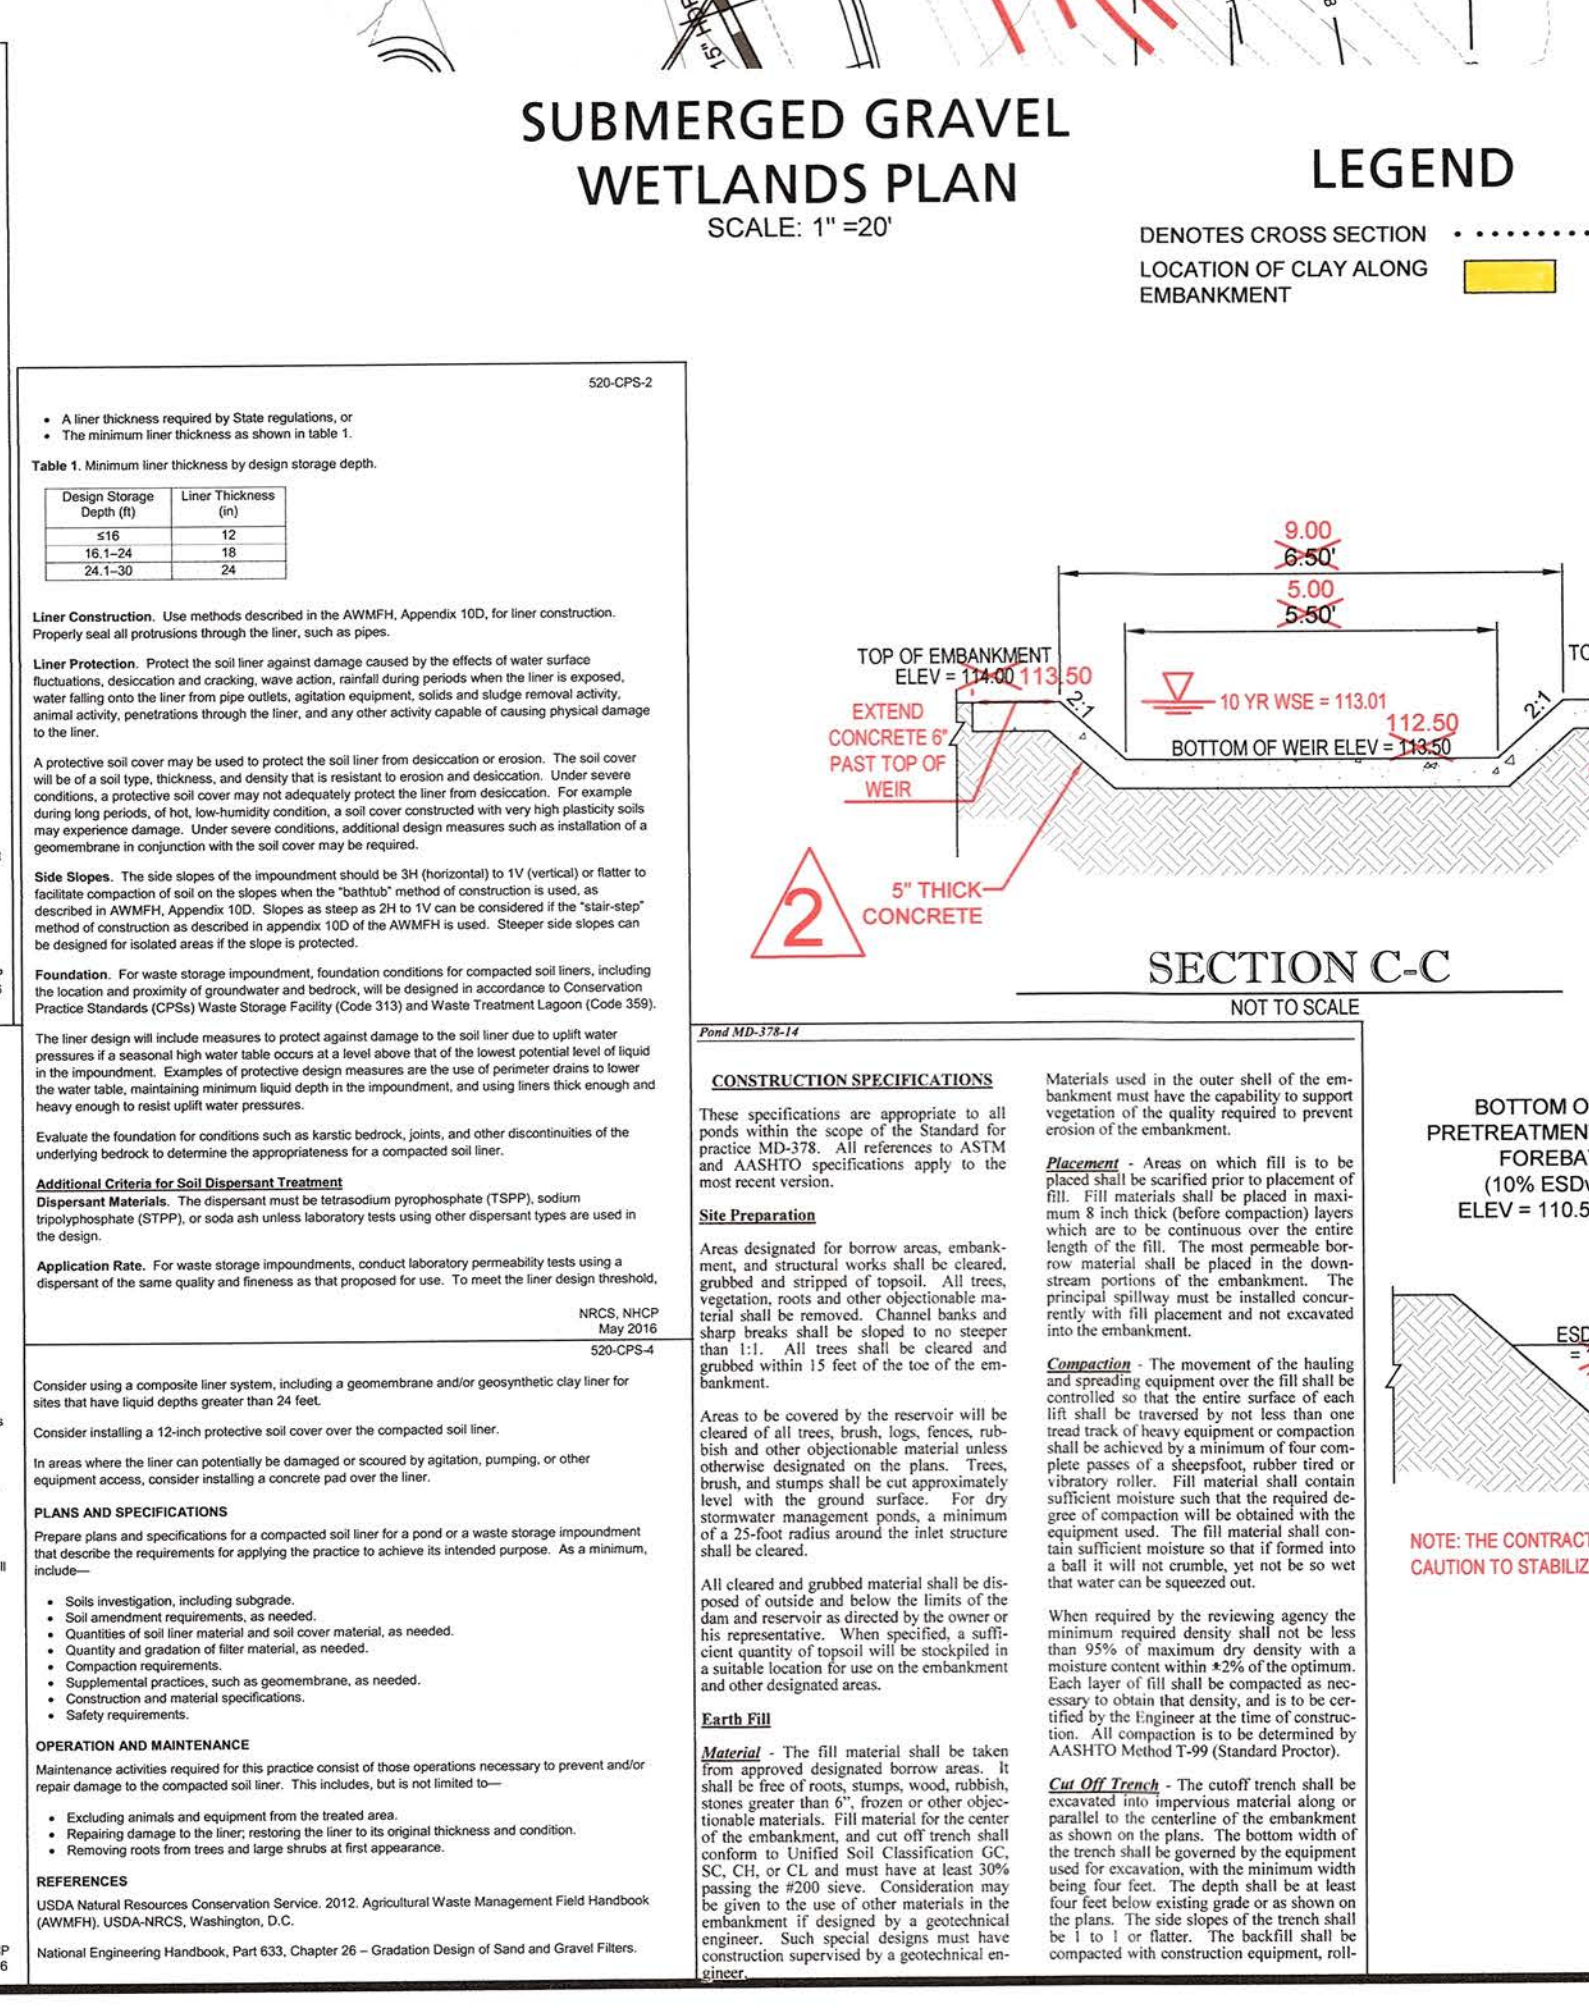 15" HDP
SUBMERGED GRAVEL
WETLANDS PLAN
SCALE: 1" =20'
LEGEND
DENOTES CROSS SECTION
LOCATION OF CLAY ALONG
EMBANKMENT
520-CPS-2
• A liner thickness required by State regulations, or
• The minimum liner thickness as shown in table 1.
Table 1. Minimum liner thickness by design storage depth.
Design Storage Liner Thickness
Depth (ft) (in)
≤16 12
16.1–24 18
24.1–30 24
Liner Construction. Use methods described in the AWMFH, Appendix 10D, for liner construction.
Properly seal all protrusions through the liner, such as pipes.
Liner Protection. Protect the soil liner against damage caused by the effects of water surface
fluctuations, desiccation and cracking, wave action, rainfall during periods when the liner is exposed,
water falling onto the liner from pipe outlets, agitation equipment, solids and sludge removal activity,
animal activity, penetrations through the liner, and any other activity capable of causing physical damage
to the liner.
A protective soil cover may be used to protect the soil liner from desiccation or erosion. The soil cover
will be of a soil type, thickness, and density that is resistant to erosion and desiccation. Under severe
conditions, a protective soil cover may not adequately protect the liner from desiccation. For example
during long periods, of hot, low-humidity condition, a soil cover constructed with very high plasticity soils
may experience damage. Under severe conditions, additional design measures such as installation of a
geomembrane in conjunction with the soil cover may be required.
Side Slopes. The side slopes of the impoundment should be 3H (horizontal) to 1V (vertical) or flatter to
facilitate compaction of soil on the slopes when the "bathtub" method of construction is used, as
described in AWMFH, Appendix 10D. Slopes as steep as 2H to 1V can be considered if the "stair-step"
method of construction as described in appendix 10D of the AWMFH is used. Steeper side slopes can
be designed for isolated areas if the slope is protected.
Foundation. For waste storage impoundment, foundation conditions for compacted soil liners, including
the location and proximity of groundwater and bedrock, will be designed in accordance to Conservation
Practice Standards (CPSs) Waste Storage Facility (Code 313) and Waste Treatment Lagoon (Code 359).
The liner design will include measures to protect against damage to the soil liner due to uplift water
pressures if a seasonal high water table occurs at a level above that of the lowest potential level of liquid
in the impoundment. Examples of protective design measures are the use of perimeter drains to lower
the water table, maintaining minimum liquid depth in the impoundment, and using liners thick enough and
heavy enough to resist uplift water pressures.
Evaluate the foundation for conditions such as karstic bedrock, joints, and other discontinuities of the
underlying bedrock to determine the appropriateness for a compacted soil liner.
Additional Criteria for Soil Dispersant Treatment
Dispersant Materials. The dispersant must be tetrasodium pyrophosphate (TSPP), sodium
tripolyphosphate (STPP), or soda ash unless laboratory tests using other dispersant types are used in
the design.
Application Rate. For waste storage impoundments, conduct laboratory permeability tests using a
dispersant of the same quality and fineness as that proposed for use. To meet the liner design threshold,
NRCS, NHCP
May 2016
520-CPS-4
Consider using a composite liner system, including a geomembrane and/or geosynthetic clay liner for
sites that have liquid depths greater than 24 feet.
Consider installing a 12-inch protective soil cover over the compacted soil liner.
In areas where the liner can potentially be damaged or scoured by agitation, pumping, or other
equipment access, consider installing a concrete pad over the liner.
PLANS AND SPECIFICATIONS
Prepare plans and specifications for a compacted soil liner for a pond or a waste storage impoundment
that describe the requirements for applying the practice to achieve its intended purpose. As a minimum,
include—
• Soils investigation, including subgrade.
• Soil amendment requirements, as needed.
• Quantities of soil liner material and soil cover material, as needed.
• Quantity and gradation of filter material, as needed.
• Compaction requirements.
• Supplemental practices, such as geomembrane, as needed.
• Construction and material specifications.
• Safety requirements.
OPERATION AND MAINTENANCE
Maintenance activities required for this practice consist of those operations necessary to prevent and/or
repair damage to the compacted soil liner. This includes, but is not limited to—
• Excluding animals and equipment from the treated area.
• Repairing damage to the liner; restoring the liner to its original thickness and condition.
• Removing roots from trees and large shrubs at first appearance.
REFERENCES
USDA Natural Resources Conservation Service. 2012. Agricultural Waste Management Field Handbook
(AWMFH). USDA-NRCS, Washington, D.C.
National Engineering Handbook, Part 633, Chapter 26 – Gradation Design of Sand and Gravel Filters.
9.00
6.50'
5.00
5.50'
TOP OF EMBANKMENT
ELEV = 114.00 113.50
2:1
10 YR WSE = 113.01
112.50
BOTTOM OF WEIR ELEV = 113.50
2:1
TO
EXTEND
CONCRETE 6"
PAST TOP OF
WEIR
2
5" THICK
CONCRETE
SECTION C-C
NOT TO SCALE
Pond MD-378-14
CONSTRUCTION SPECIFICATIONS
These specifications are appropriate to all
ponds within the scope of the Standard for
practice MD-378. All references to ASTM
and AASHTO specifications apply to the
most recent version.
Site Preparation
Areas designated for borrow areas, embank-
ment, and structural works shall be cleared,
grubbed and stripped of topsoil. All trees,
vegetation, roots and other objectionable ma-
terial shall be removed. Channel banks and
sharp breaks shall be sloped to no steeper
than 1:1. All trees shall be cleared and
grubbed within 15 feet of the toe of the em-
bankment.
Areas to be covered by the reservoir will be
cleared of all trees, brush, logs, fences, rub-
bish and other objectionable material unless
otherwise designated on the plans. Trees,
brush, and stumps shall be cut approximately
level with the ground surface. For dry
stormwater management ponds, a minimum
of a 25-foot radius around the inlet structure
shall be cleared.
All cleared and grubbed material shall be dis-
posed of outside and below the limits of the
dam and reservoir as directed by the owner or
his representative. When specified, a suffi-
cient quantity of topsoil will be stockpiled in
a suitable location for use on the embankment
and other designated areas.
Earth Fill
Material - The fill material shall be taken
from approved designated borrow areas. It
shall be free of roots, stumps, wood, rubbish,
stones greater than 6", frozen or other objec-
tionable materials. Fill material for the center
of the embankment, and cut off trench shall
conform to Unified Soil Classification GC,
SC, CH, or CL and must have at least 30%
passing the #200 sieve. Consideration may
be given to the use of other materials in the
embankment if designed by a geotechnical
engineer. Such special designs must have
construction supervised by a geotechnical en-
gineer.
Materials used in the outer shell of the em-
bankment must have the capability to support
vegetation of the quality required to prevent
erosion of the embankment.
Placement - Areas on which fill is to be
placed shall be scarified prior to placement of
fill. Fill materials shall be placed in maxi-
mum 8 inch thick (before compaction) layers
which are to be continuous over the entire
length of the fill. The most permeable bor-
row material shall be placed in the down-
stream portions of the embankment. The
principal spillway must be installed concur-
rently with fill placement and not excavated
into the embankment.
Compaction - The movement of the hauling
and spreading equipment over the fill shall be
controlled so that the entire surface of each
lift shall be traversed by not less than one
tread track of heavy equipment or compaction
shall be achieved by a minimum of four com-
plete passes of a sheepsfoot, rubber tired or
vibratory roller. Fill material shall contain
sufficient moisture such that the required de-
gree of compaction will be obtained with the
equipment used. The fill material shall con-
tain sufficient moisture so that if formed into
a ball it will not crumble, yet not be so wet
that water can be squeezed out.
When required by the reviewing agency the
minimum required density shall not be less
than 95% of maximum dry density with a
moisture content within ±2% of the optimum.
Each layer of fill shall be compacted as nec-
essary to obtain that density, and is to be cer-
tified by the Engineer at the time of construc-
tion. All compaction is to be determined by
AASHTO Method T-99 (Standard Proctor).
Cut Off Trench - The cutoff trench shall be
excavated into impervious material along or
parallel to the centerline of the embankment
as shown on the plans. The bottom width of
the trench shall be governed by the equipment
used for excavation, with the minimum width
being four feet. The depth shall be at least
four feet below existing grade or as shown on
the plans. The side slopes of the trench shall
be 1 to 1 or flatter. The backfill shall be
compacted with construction equipment, roll-
BOTTOM O
PRETREATMEN
FOREBA
(10% ESD
ELEV = 110.5
ESD
=
NOTE: THE CONTRACT
CAUTION TO STABILIZ